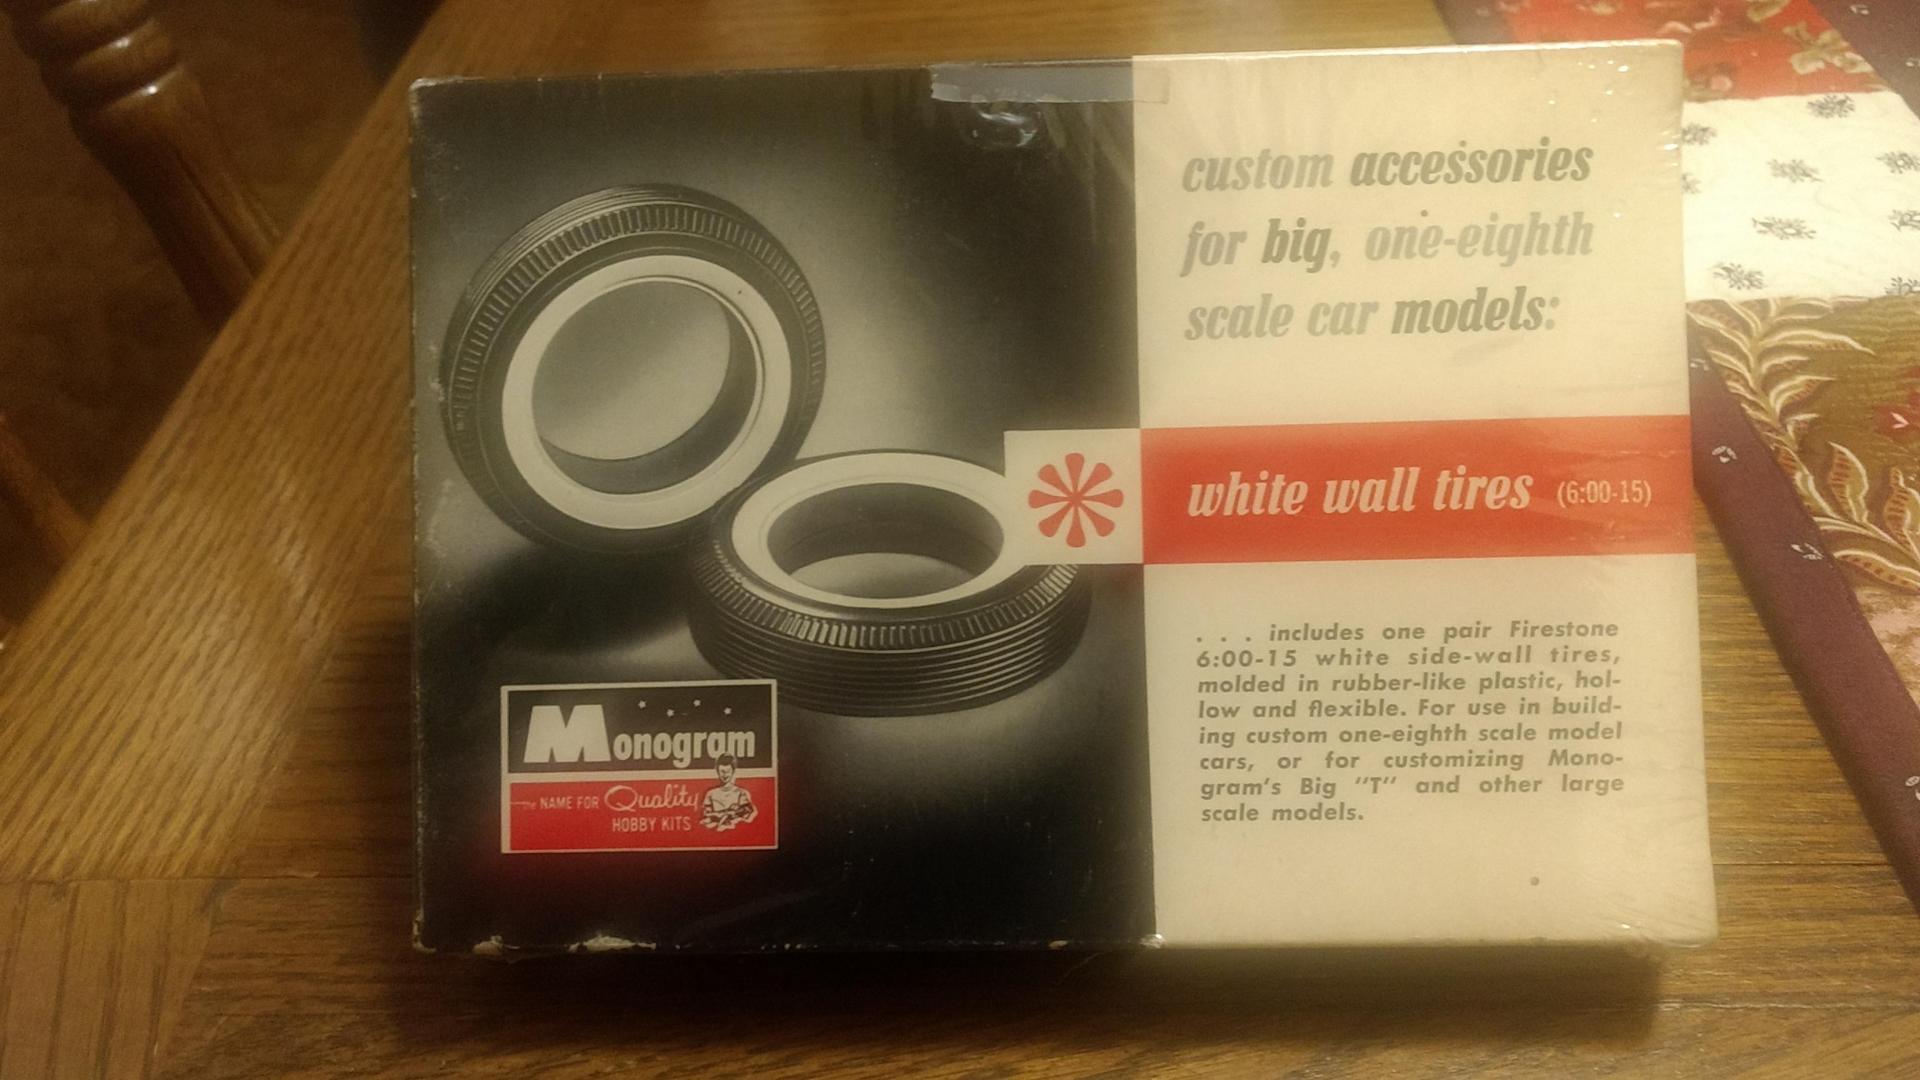 custom accessories
for big, one-eighth
scale car models:
white wall tires (6:00-15)
. . . includes one pair Firestone
6:00-15 white side-wall tires,
molded in rubber-like plastic, hol-
low and flexible. For use in build-
ing custom one-eighth scale model
cars, or for customizing Mono-
gram's Big "T" and other large
scale models.
Monogram
the NAME FOR Quality
HOBBY KITS